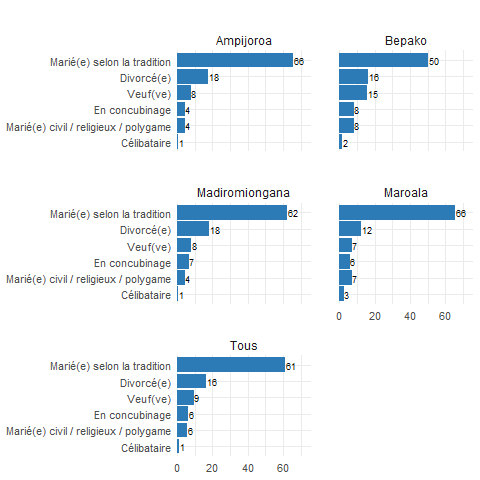 Ampijoroa
Bepako
Marié(e) selon la tradition 66 50
Divorcé(e) 18 16
Veuf(ve) 8 15
En concubinage 4 8
Marié(e) civil / religieux / polygame 4 8
Célibataire 1 2
Madiromiongana
Maroala
Marié(e) selon la tradition 62 66
Divorcé(e) 18 12
Veuf(ve) 8 7
En concubinage 7 6
Marié(e) civil / religieux / polygame 4 7
Célibataire 1 3
0 20 40 60
Tous
Marié(e) selon la tradition 61
Divorcé(e) 16
Veuf(ve) 9
En concubinage 6
Marié(e) civil / religieux / polygame 6
Célibataire 1
0 20 40 60